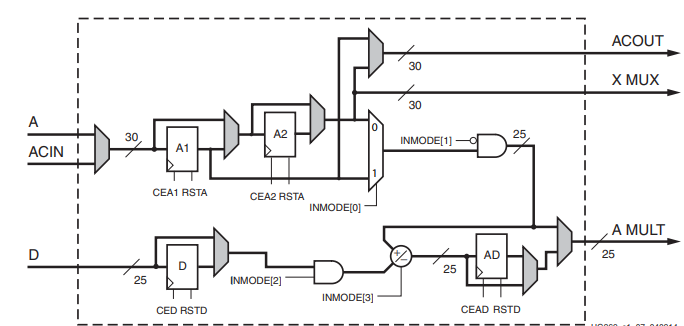 ACOUT
30
X MUX
30
A
ACIN
30
A1
A2
0
1
INMODE[1]
25
CEA1 RSTA
CEA2 RSTA
INMODE[0]
D
25
D
INMODE[2]
+
−
INMODE[3]
25
AD
A MULT
25
CED RSTD
CEAD RSTD